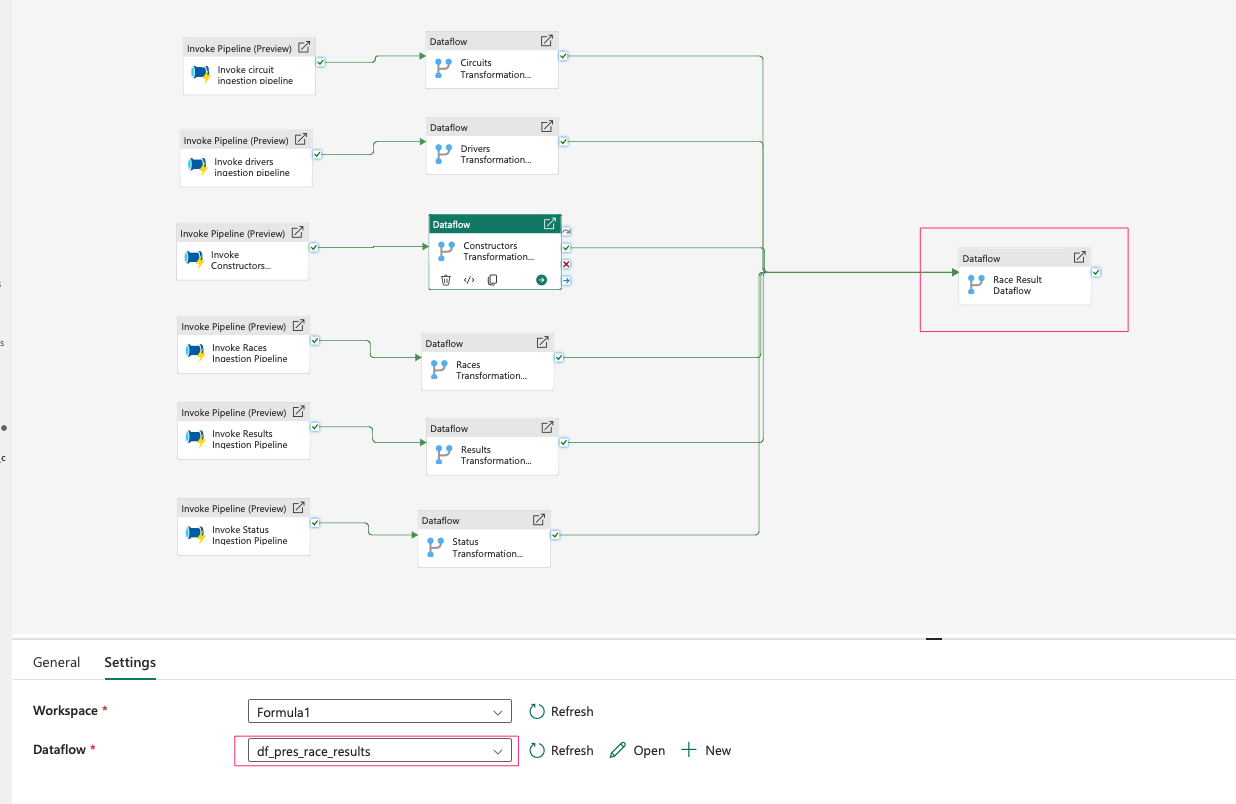 Invoke Pipeline (Preview)
Invoke circuit
ingestion pipeline
Dataflow
Circuits
Transformation...
Invoke Pipeline (Preview)
Invoke drivers
ingestion pipeline
Dataflow
Drivers
Transformation...
Invoke Pipeline (Preview)
Invoke
Constructors...
Dataflow
Constructors
Transformation...
Dataflow
Race Result
Dataflow
Invoke Pipeline (Preview)
Invoke Races
Ingestion Pipeline
Dataflow
Races
Transformation...
Invoke Pipeline (Preview)
Invoke Results
Ingestion Pipeline
Dataflow
Results
Transformation...
Invoke Pipeline (Preview)
Invoke Status
Ingestion Pipeline
Dataflow
Status
Transformation...
s
_c
General Settings
Workspace * Formula1 Refresh
Dataflow * df_pres_race_results Refresh Open New